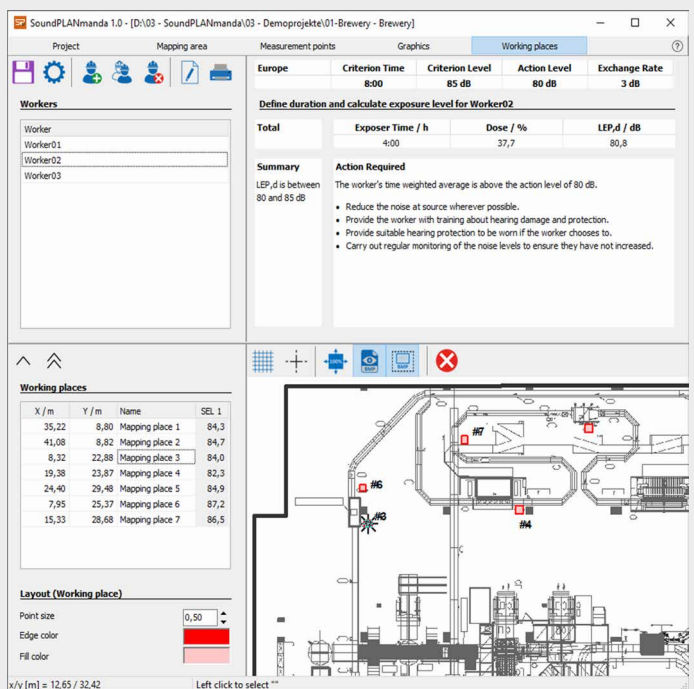 SoundPLANmanda 1.0 - [D:\03 - SoundPLANmanda\03 - Demoprojekte\01-Brewery - Brewery]
Project Mapping area Measurement points Graphics Working places ?
Europe Criterion Time Criterion Level Action Level Exchange Rate
8:00 85 dB 80 dB 3 dB
Workers
Worker
Worker01
Worker02
Worker03
Define duration and calculate exposure level for Worker02
Total Exposer Time / h Dose / % LEP,d / dB
4:00 37,7 80,8
Summary
LEP,d is between
80 and 85 dB
Action Required
The worker's time weighted average is above the action level of 80 dB.
• Reduce the noise at source wherever possible.
• Provide the worker with training about hearing damage and protection.
• Provide suitable hearing protection to be worn if the worker chooses to.
• Carry out regular monitoring of the noise levels to ensure they have not increased.
100%
BMP
BMP
Working places
X / m Y / m Name SEL 1
35,22 8,80 Mapping place 1 84,3
41,08 8,82 Mapping place 2 84,7
8,32 22,88 Mapping place 3 84,0
19,38 23,87 Mapping place 4 82,3
24,40 29,48 Mapping place 5 84,9
7,95 25,37 Mapping place 6 87,2
15,33 28,68 Mapping place 7 86,5
#7
#6
#3
#4
Layout (Working place)
Point size 0,50
Edge color
Fill color
x/y [m] = 12,65 / 32,42 Left click to select ""